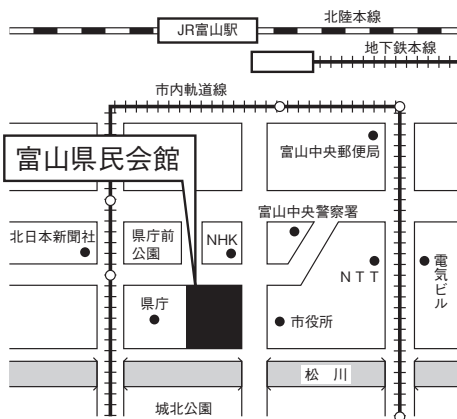 北陸本線
JR富山駅
地下鉄本線
市内軌道線
富山中央郵便局
富山県民会館
富山中央警察署
北日本新聞社
県庁前
公園
NHK
NTT
電気ビル
県庁
市役所
松川
城北公園